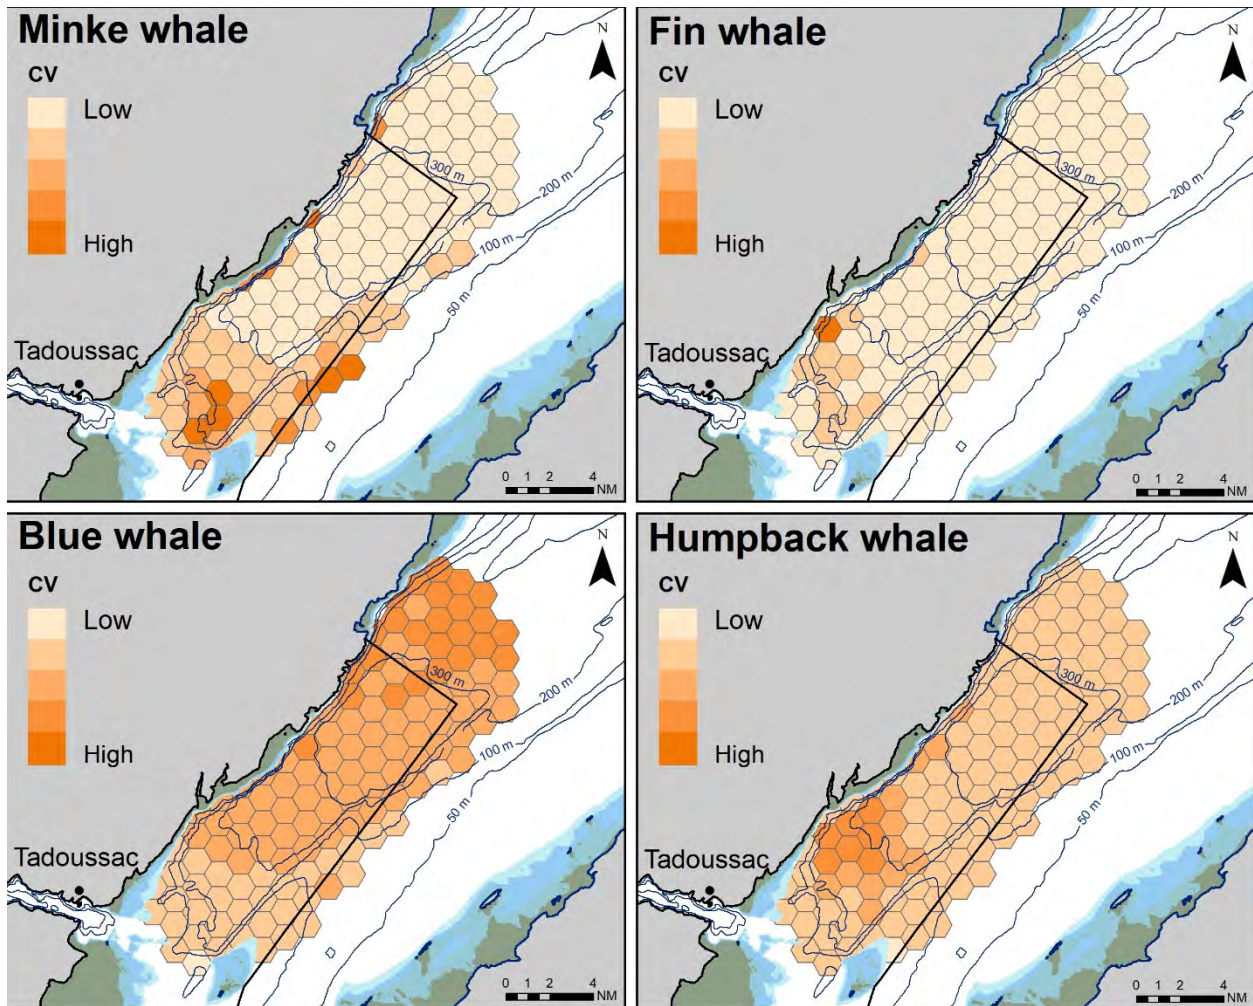 Minke whale
CV
Low
High
Tadoussac
300 m
200 m
100 m
50 m
N
0 1 2 4
NM
Fin whale
CV
Low
High
Tadoussac
300 m
200 m
100 m
50 m
N
0 1 2 4
NM
Blue whale
CV
Low
High
Tadoussac
300 m
200 m
100 m
50 m
N
0 1 2 4
NM
Humpback whale
CV
Low
High
Tadoussac
300 m
200 m
100 m
50 m
N
0 1 2 4
NM